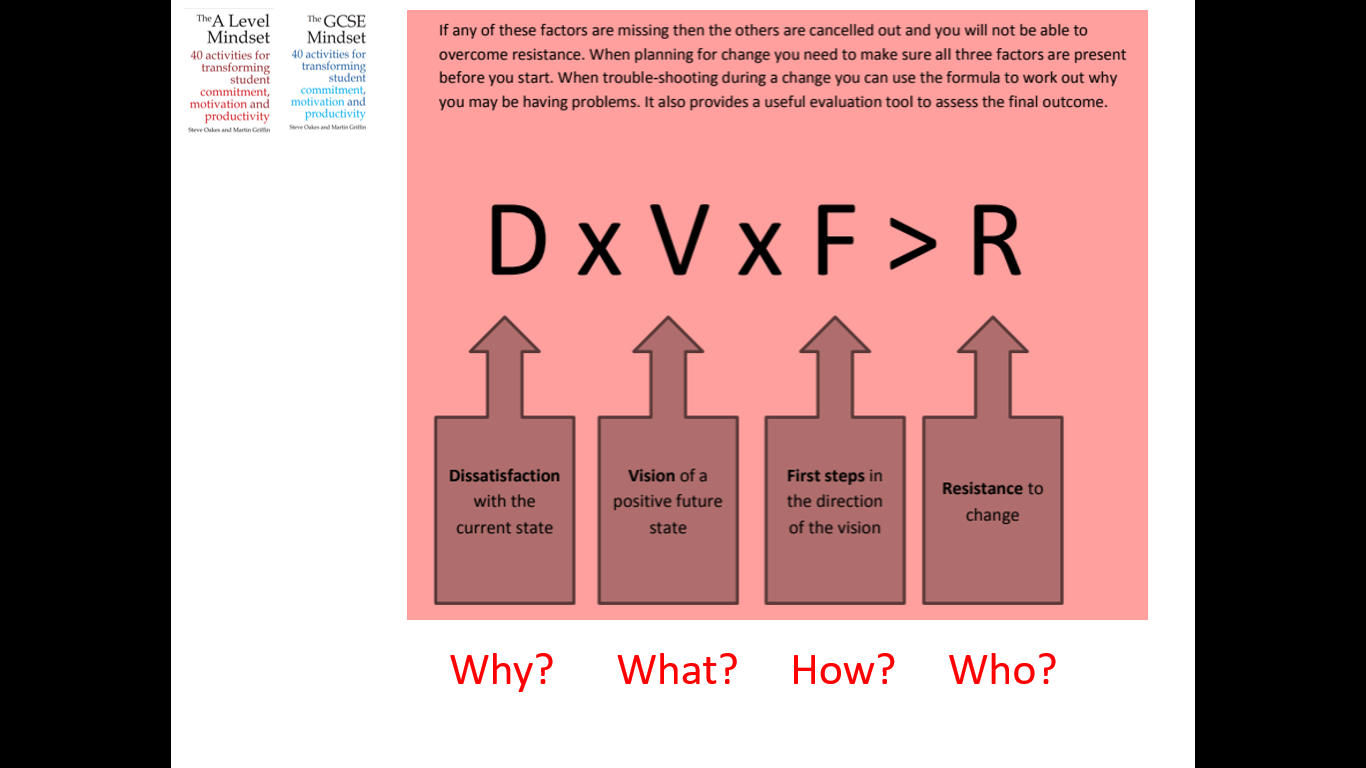 The A Level
Mindset
40 activities for
transforming
student
commitment,
motivation and
productivity
Steve Oakes and Martin Griffin
The GCSE
Mindset
40 activities for
transforming
student
commitment,
motivation and
productivity
Steve Oakes and Martin Griffin
If any of these factors are missing then the others are cancelled out and you will not be able to
overcome resistance. When planning for change you need to make sure all three factors are present
before you start. When trouble-shooting during a change you can use the formula to work out why
you may be having problems. It also provides a useful evaluation tool to assess the final outcome.
D x V x F > R
Dissatisfaction
with the
current state
Vision of a
positive future
state
First steps in
the direction
of the vision
Resistance to
change
Why? What? How? Who?